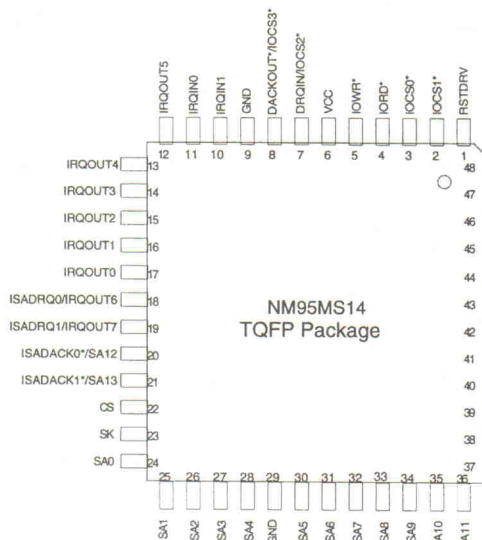 IRQOUT5
IRQIN0
IRQIN1
GND
DACKOUT*/IOCS3*
DRQIN/IOCS2*
VCC
IOWR*
IORD*
IOCS0*
IOCS1*
RSTDRV
12 11 10 9 8 7 6 5 4 3 2 1
IRQOUT4 13 48
IRQOUT3 14 47
IRQOUT2 15 46
IRQOUT1 16 45
IRQOUT0 17 44
ISADRQ0/IRQOUT6 18 43
ISADRQ1/IRQOUT7 19 42
ISADACK0*/SA12 20 41
ISADACK1*/SA13 21 40
CS 22 39
SK 23 38
SA0 24 37
NM95MS14
TQFP Package
25 26 27 28 29 30 31 32 33 34 35 36
SA1
SA2
SA3
SA4
GND
SA5
SA6
SA7
SA8
SA9
SA10
SA11